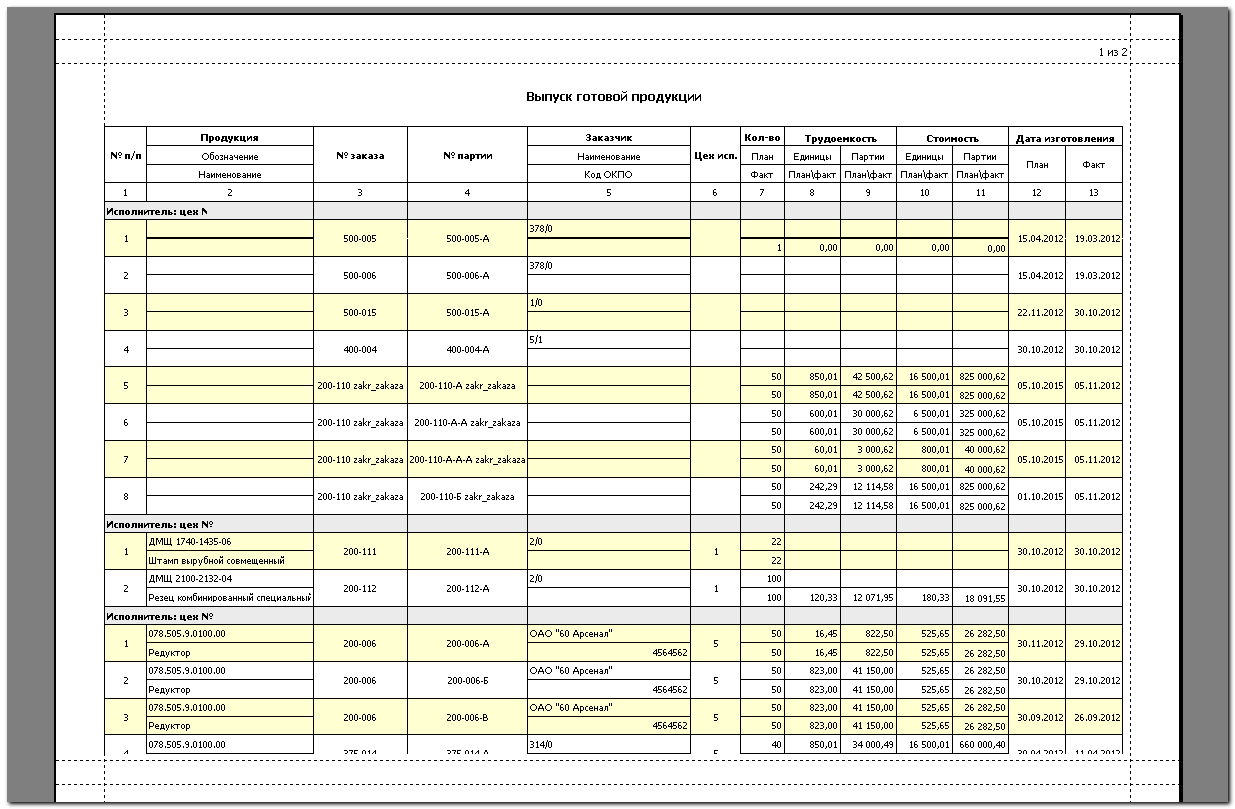 1 из 2
Выпуск готовой продукции
№ п/п Продукция № заказа № партии Заказчик Цех исп. Кол-во Трудоемкость Стоимость Дата изготовления
Обозначение Наименование План Единицы Партии Единицы Партии План Факт
Наименование Код ОКПО Факт План\факт План\факт План\факт План\факт
1 2 3 4 5 6 7 8 9 10 11 12 13
Исполнитель: цех №
1 500-005 500-005-А 378/0 15.04.2012 19.03.2012
1 0,00 0,00 0,00 0,00
2 500-006 500-006-А 378/0 15.04.2012 19.03.2012
3 500-015 500-015-А 1/0 22.11.2012 30.10.2012
4 400-004 400-004-А 5/1 30.10.2012 30.10.2012
5 200-110 zakr_zakaza 200-110-А zakr_zakaza 50 850,01 42 500,62 16 500,01 825 000,62 05.10.2015 05.11.2012
50 850,01 42 500,62 16 500,01 825 000,62
6 200-110 zakr_zakaza 200-110-А-А zakr_zakaza 50 600,01 30 000,62 6 500,01 325 000,62 05.10.2015 05.11.2012
50 600,01 30 000,62 6 500,01 325 000,62
7 200-110 zakr_zakaza 200-110-А-А-А zakr_zakaza 50 60,01 3 000,62 800,01 40 000,62 05.10.2015 05.11.2012
50 60,01 3 000,62 800,01 40 000,62
8 200-110 zakr_zakaza 200-110-Б zakr_zakaza 50 242,29 12 114,58 16 500,01 825 000,62 01.10.2015 05.11.2012
50 242,29 12 114,58 16 500,01 825 000,62
Исполнитель: цех №
1 ДМЩ 1740-1435-06 200-111 200-111-А 2/0 1 22 30.10.2012 30.10.2012
Штамп вырубной совмещенный 22
2 ДМЩ 2100-2132-04 200-112 200-112-А 2/0 1 100 30.10.2012 30.10.2012
Резец комбинированный специальный 100 120,33 12 071,95 180,33 18 091,55
Исполнитель: цех №
1 078.505.9.0100.00 200-006 200-006-А ОАО "60 Арсенал" 5 50 16,45 822,50 525,65 26 282,50 30.11.2012 29.10.2012
Редуктор 4564562 50 16,45 822,50 525,65 26 282,50
2 078.505.9.0100.00 200-006 200-006-Б ОАО "60 Арсенал" 5 50 823,00 41 150,00 525,65 26 282,50 30.10.2012 29.10.2012
Редуктор 4564562 50 823,00 41 150,00 525,65 26 282,50
3 078.505.9.0100.00 200-006 200-006-В ОАО "60 Арсенал" 5 50 823,00 41 150,00 525,65 26 282,50 30.09.2012 26.09.2012
Редуктор 4564562 50 823,00 41 150,00 525,65 26 282,50
078.505.9.0100.00 314/0 40 850,01 34 000,49 16 500,01 660 000,40